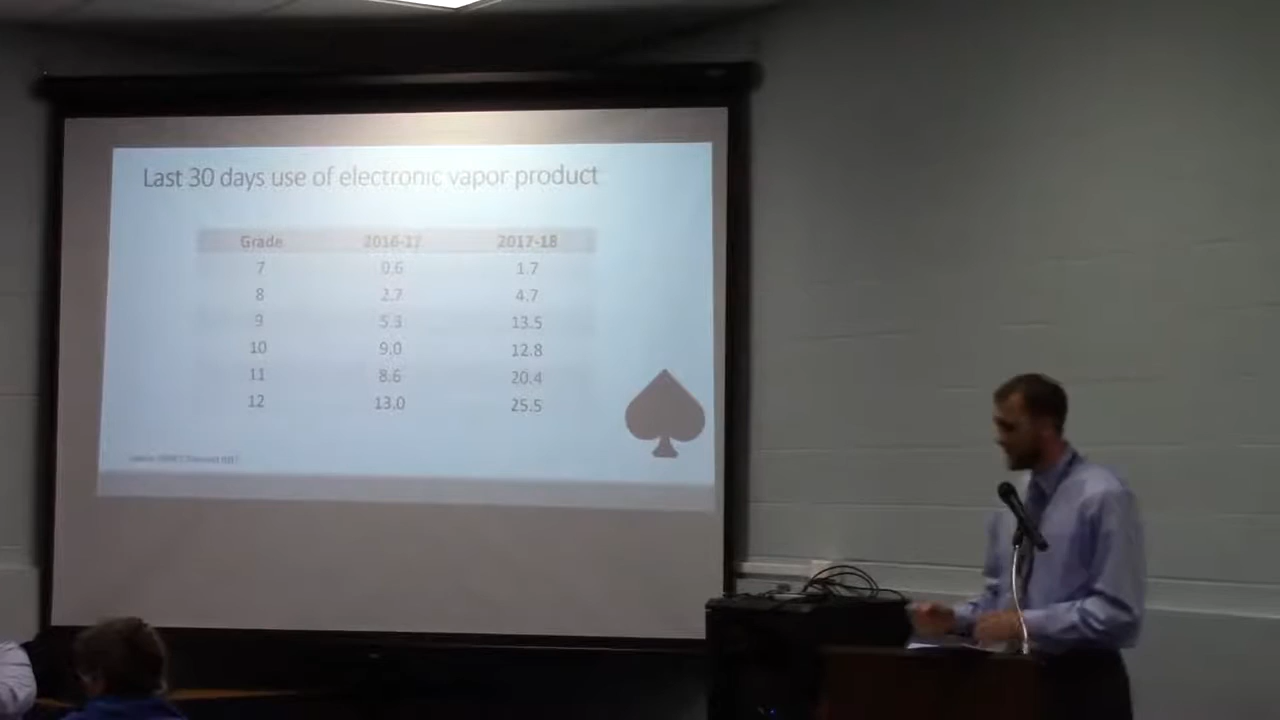 Last 30 days use of electronic vapor product
Grade 2016-17 2017-18
7 0.6 1.7
8 2.7 4.7
9 5.3 13.5
10 9.0 12.8
11 8.6 20.4
12 13.0 25.5